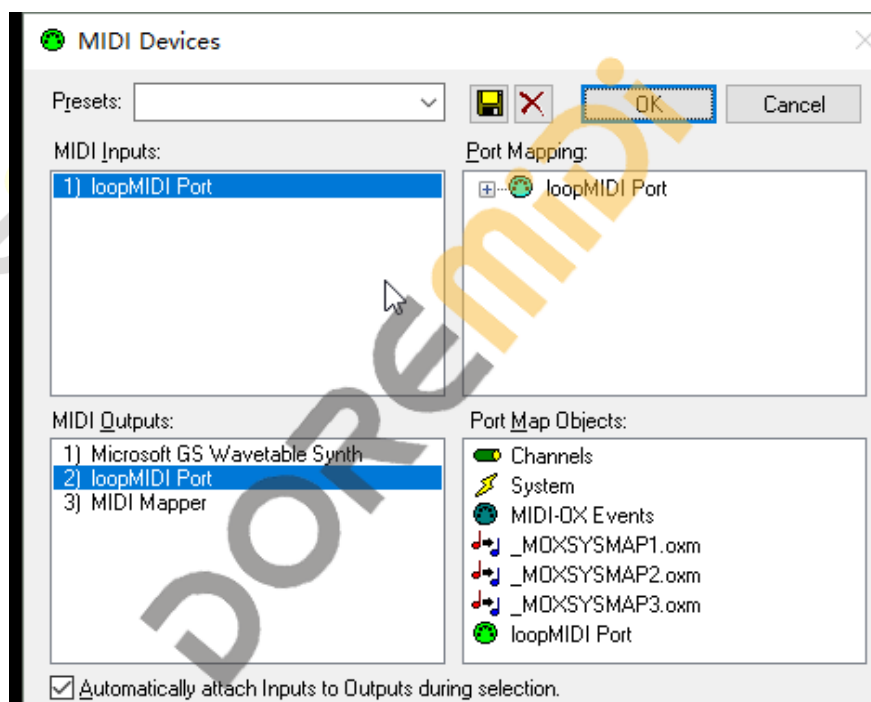 MIDI Devices
Presets:
OK
Cancel
MIDI Inputs:
1) loopMIDI Port
Port Mapping:
loopMIDI Port
MIDI Outputs:
1) Microsoft GS Wavetable Synth
2) loopMIDI Port
3) MIDI Mapper
Port Map Objects:
Channels
System
MIDI-OX Events
_MOXSYSMAP1.oxm
_MOXSYSMAP2.oxm
_MOXSYSMAP3.oxm
loopMIDI Port
Automatically attach Inputs to Outputs during selection.
DOREMiDi